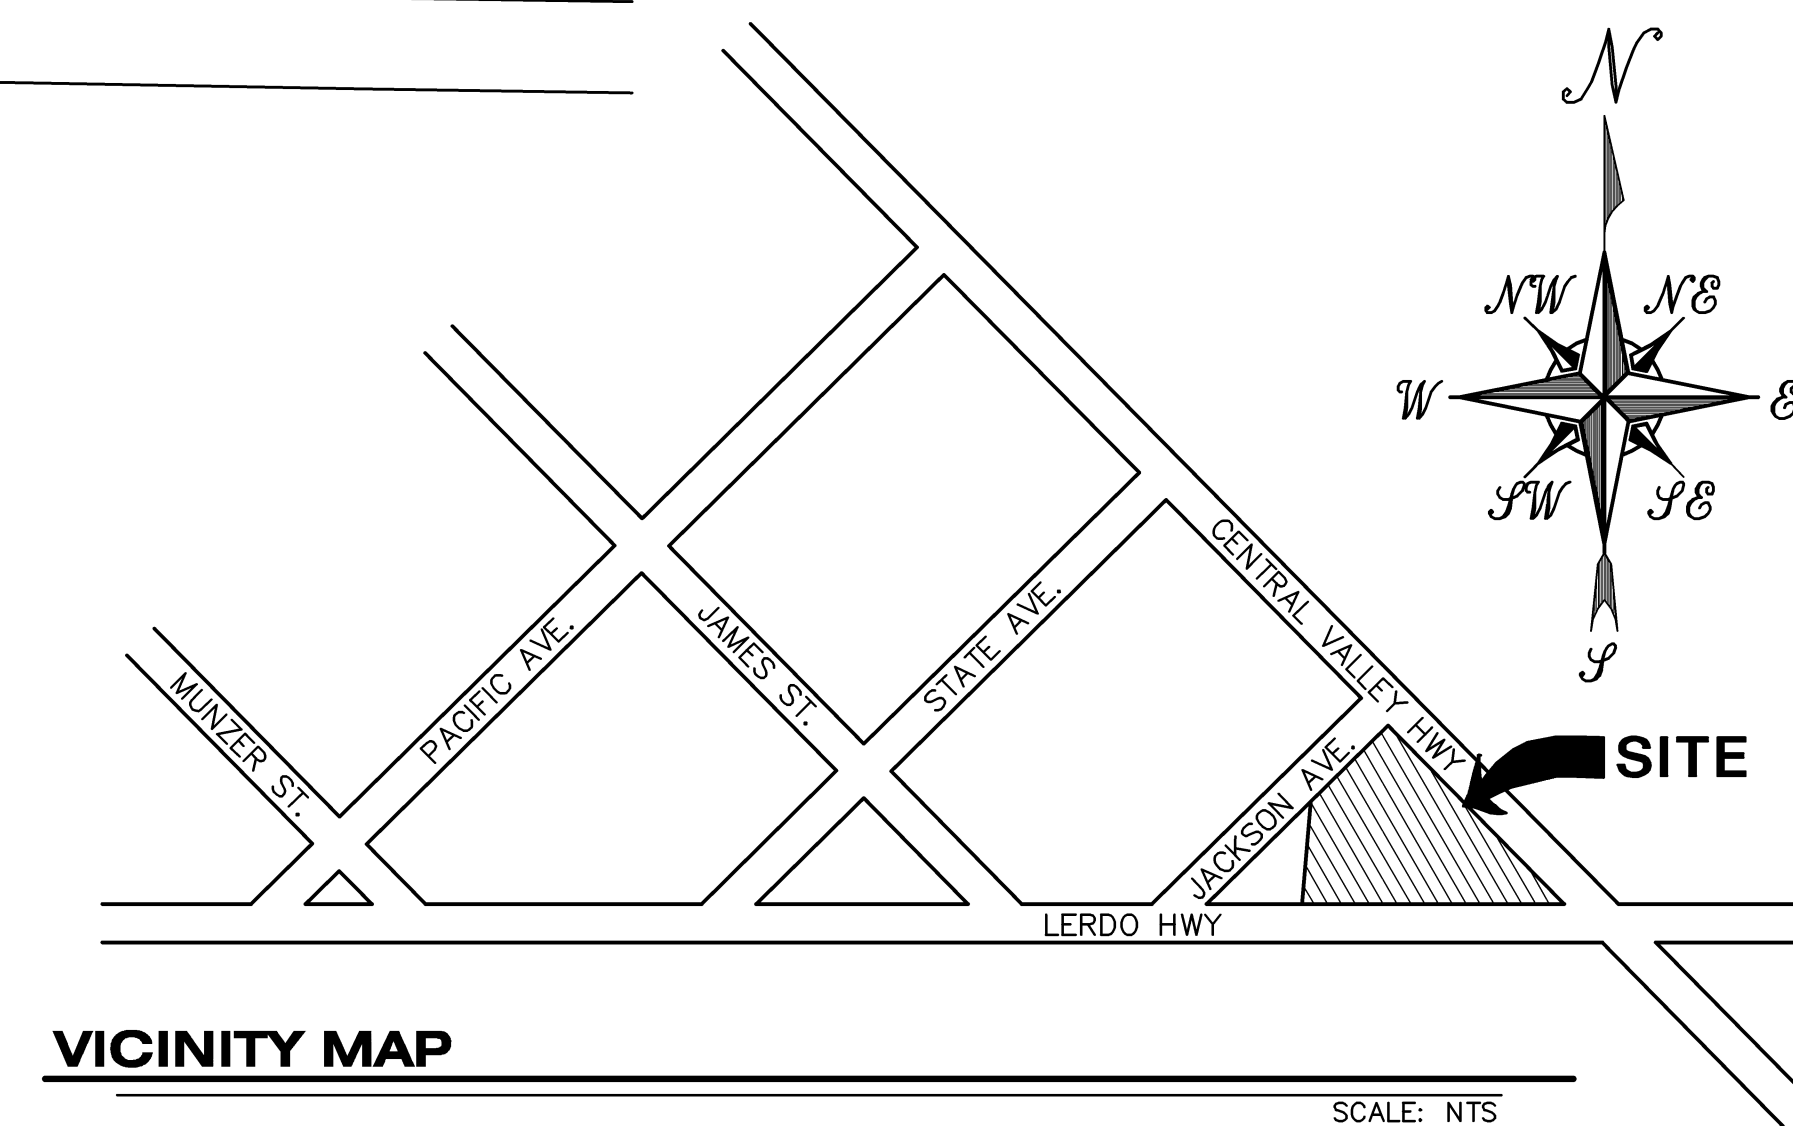 N
NW NE
W E
SW SE
S
CENTRAL VALLEY HWY
JAMES ST.
STATE AVE.
PACIFIC AVE.
MUNZER ST.
JACKSON AVE.
SITE
LERDO HWY
VICINITY MAP
SCALE: NTS